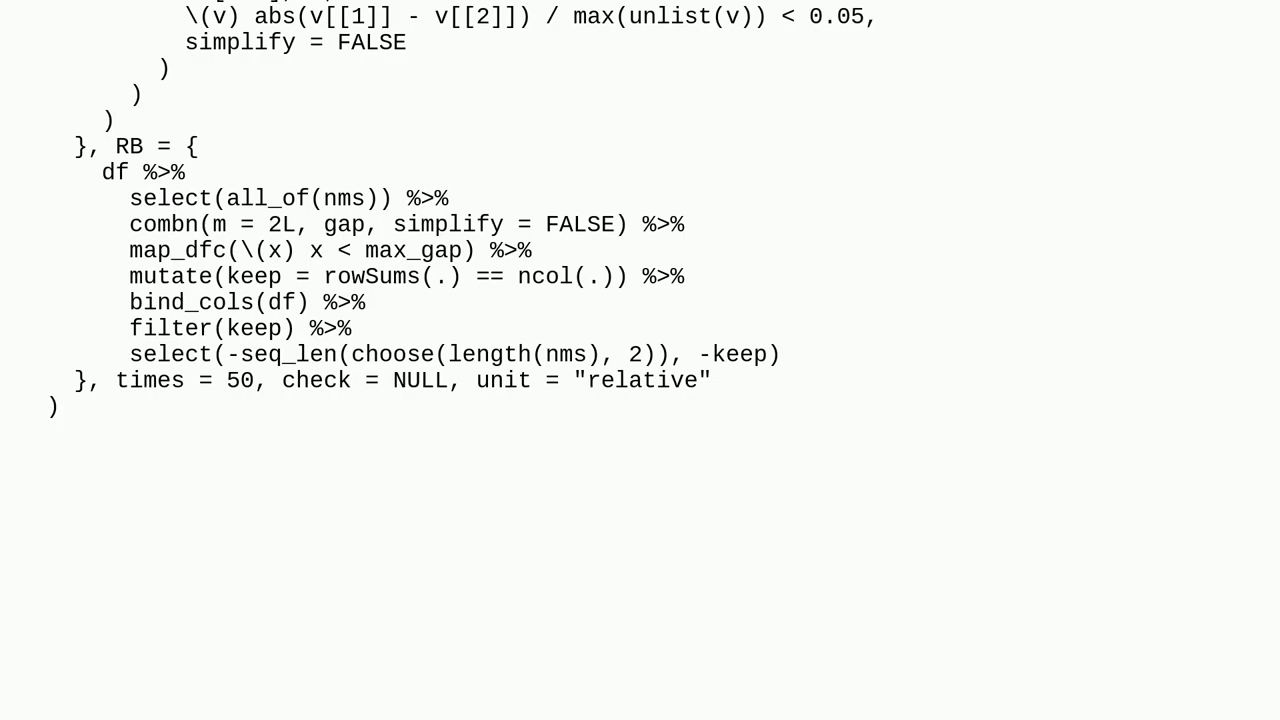 \(v) abs(v[[1]] - v[[2]]) / max(unlist(v)) < 0.05,
simplify = FALSE
)
)
)
}, RB = {
df %>%
select(all_of(nms)) %>%
combn(m = 2L, gap, simplify = FALSE) %>%
map_dfc(\(x) x < max_gap) %>%
mutate(keep = rowSums(.) == ncol(.)) %>%
bind_cols(df) %>%
filter(keep) %>%
select(-seq_len(choose(length(nms), 2)), -keep)
}, times = 50, check = NULL, unit = "relative"
)